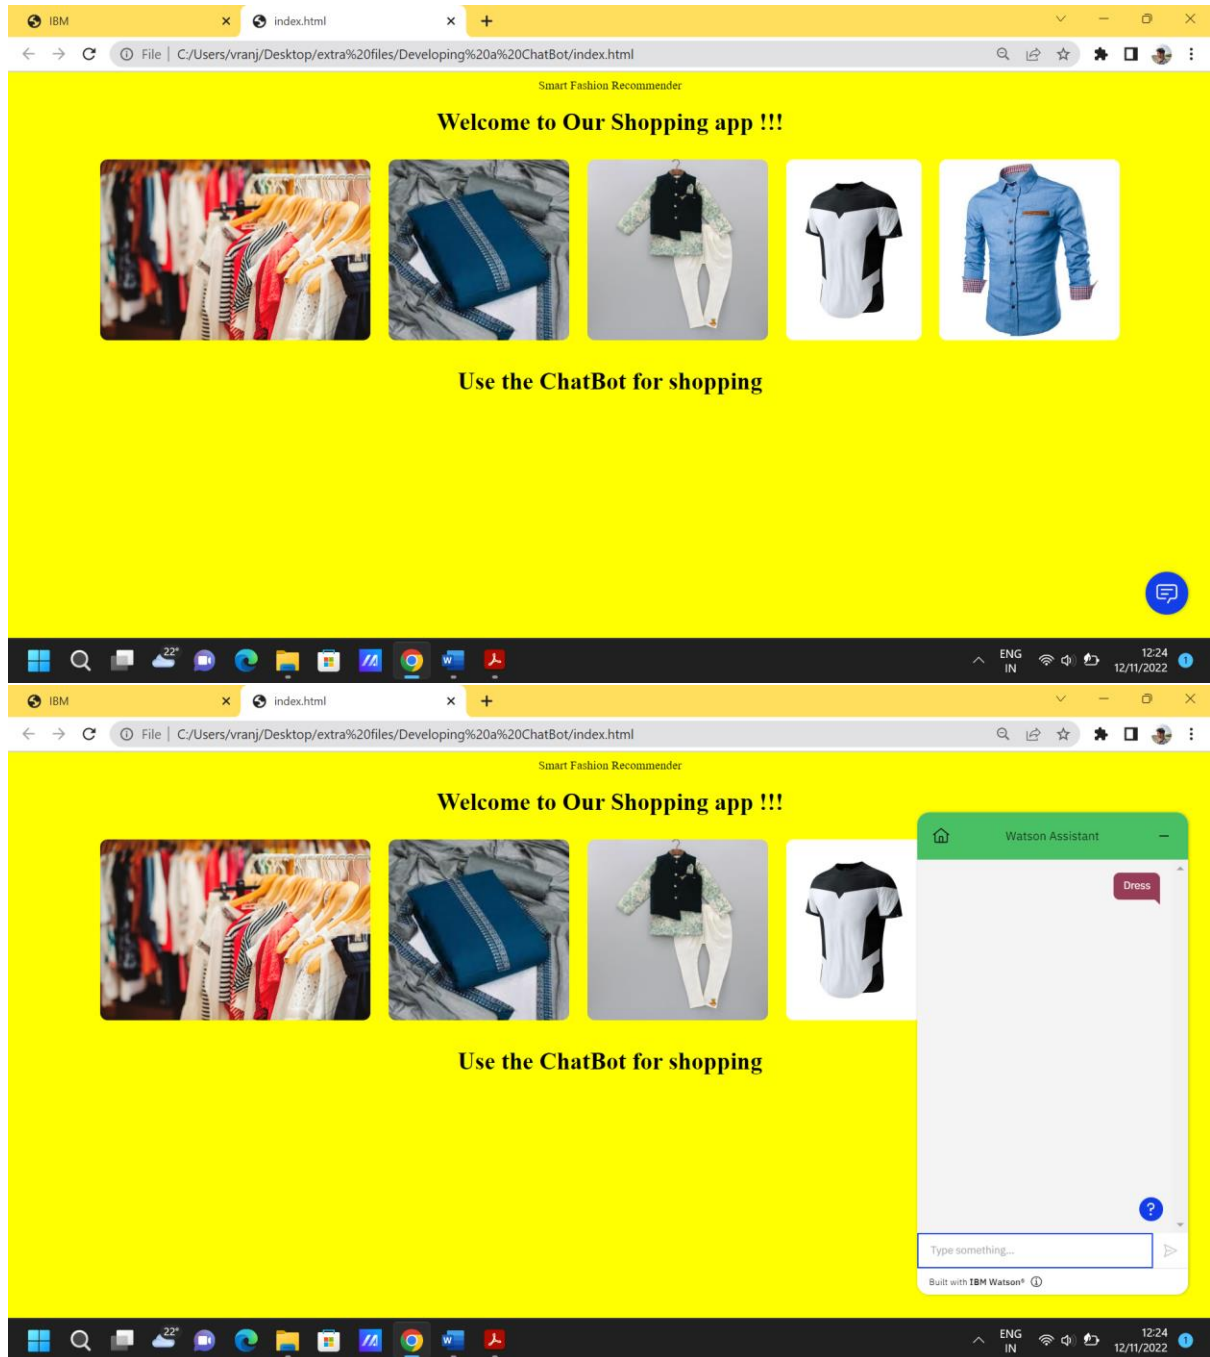 IBM
index.html
File | C:/Users/vranj/Desktop/extra%20files/Developing%20a%20ChatBot/index.html
Smart Fashion Recommender
Welcome to Our Shopping app !!!
Use the ChatBot for shopping
22°
ENG
IN
12:24
12/11/2022
1
IBM
index.html
File | C:/Users/vranj/Desktop/extra%20files/Developing%20a%20ChatBot/index.html
Smart Fashion Recommender
Welcome to Our Shopping app !!!
Watson Assistant
Dress
Use the ChatBot for shopping
?
Type something...
Built with IBM Watson®
22°
ENG
IN
12:24
12/11/2022
1